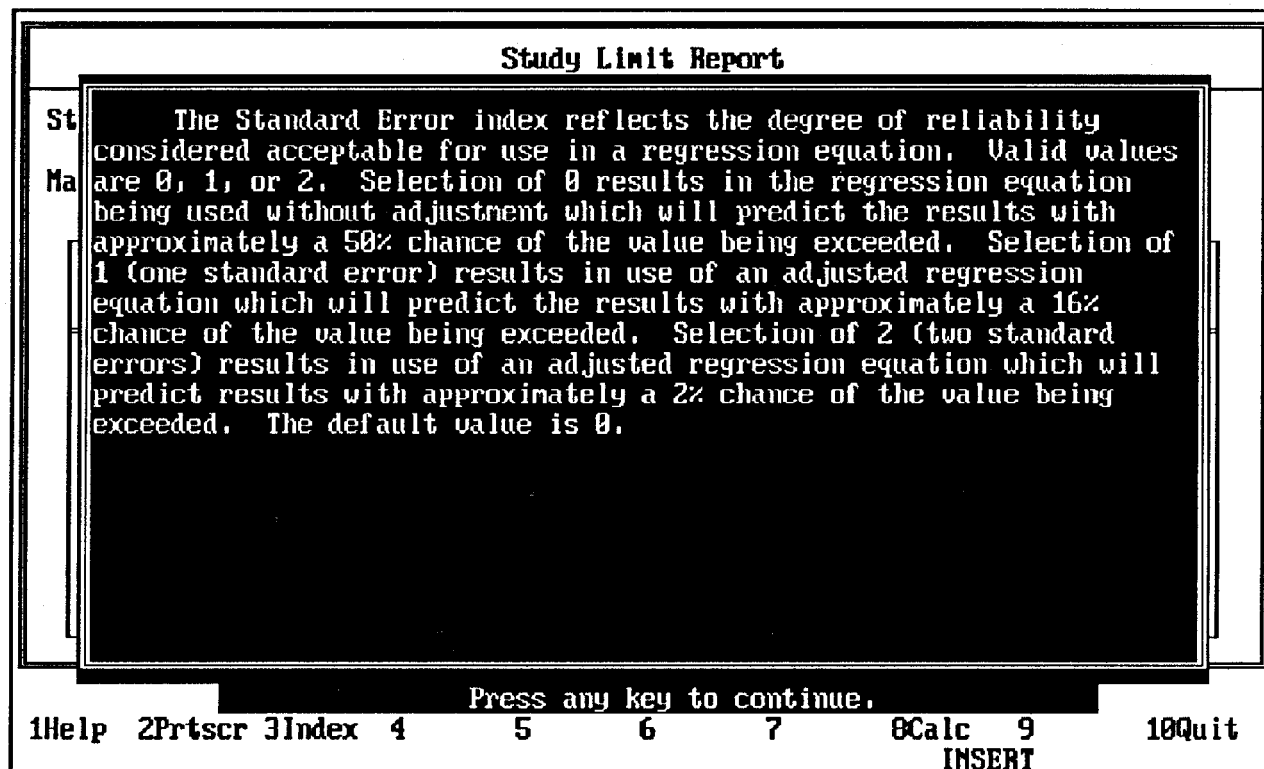 Study Limit Report
St
Ma
The Standard Error index reflects the degree of reliability
considered acceptable for use in a regression equation. Valid values
are 0, 1, or 2. Selection of 0 results in the regression equation
being used without adjustment which will predict the results with
approximately a 50% chance of the value being exceeded. Selection of
1 (one standard error) results in use of an adjusted regression
equation which will predict the results with approximately a 16%
chance of the value being exceeded. Selection of 2 (two standard
errors) results in use of an adjusted regression equation which will
predict results with approximately a 2% chance of the value being
exceeded. The default value is 0.
Press any key to continue.
1Help 2Prtscr 3Index 4 5 6 7 8Calc 9 10Quit
INSERT